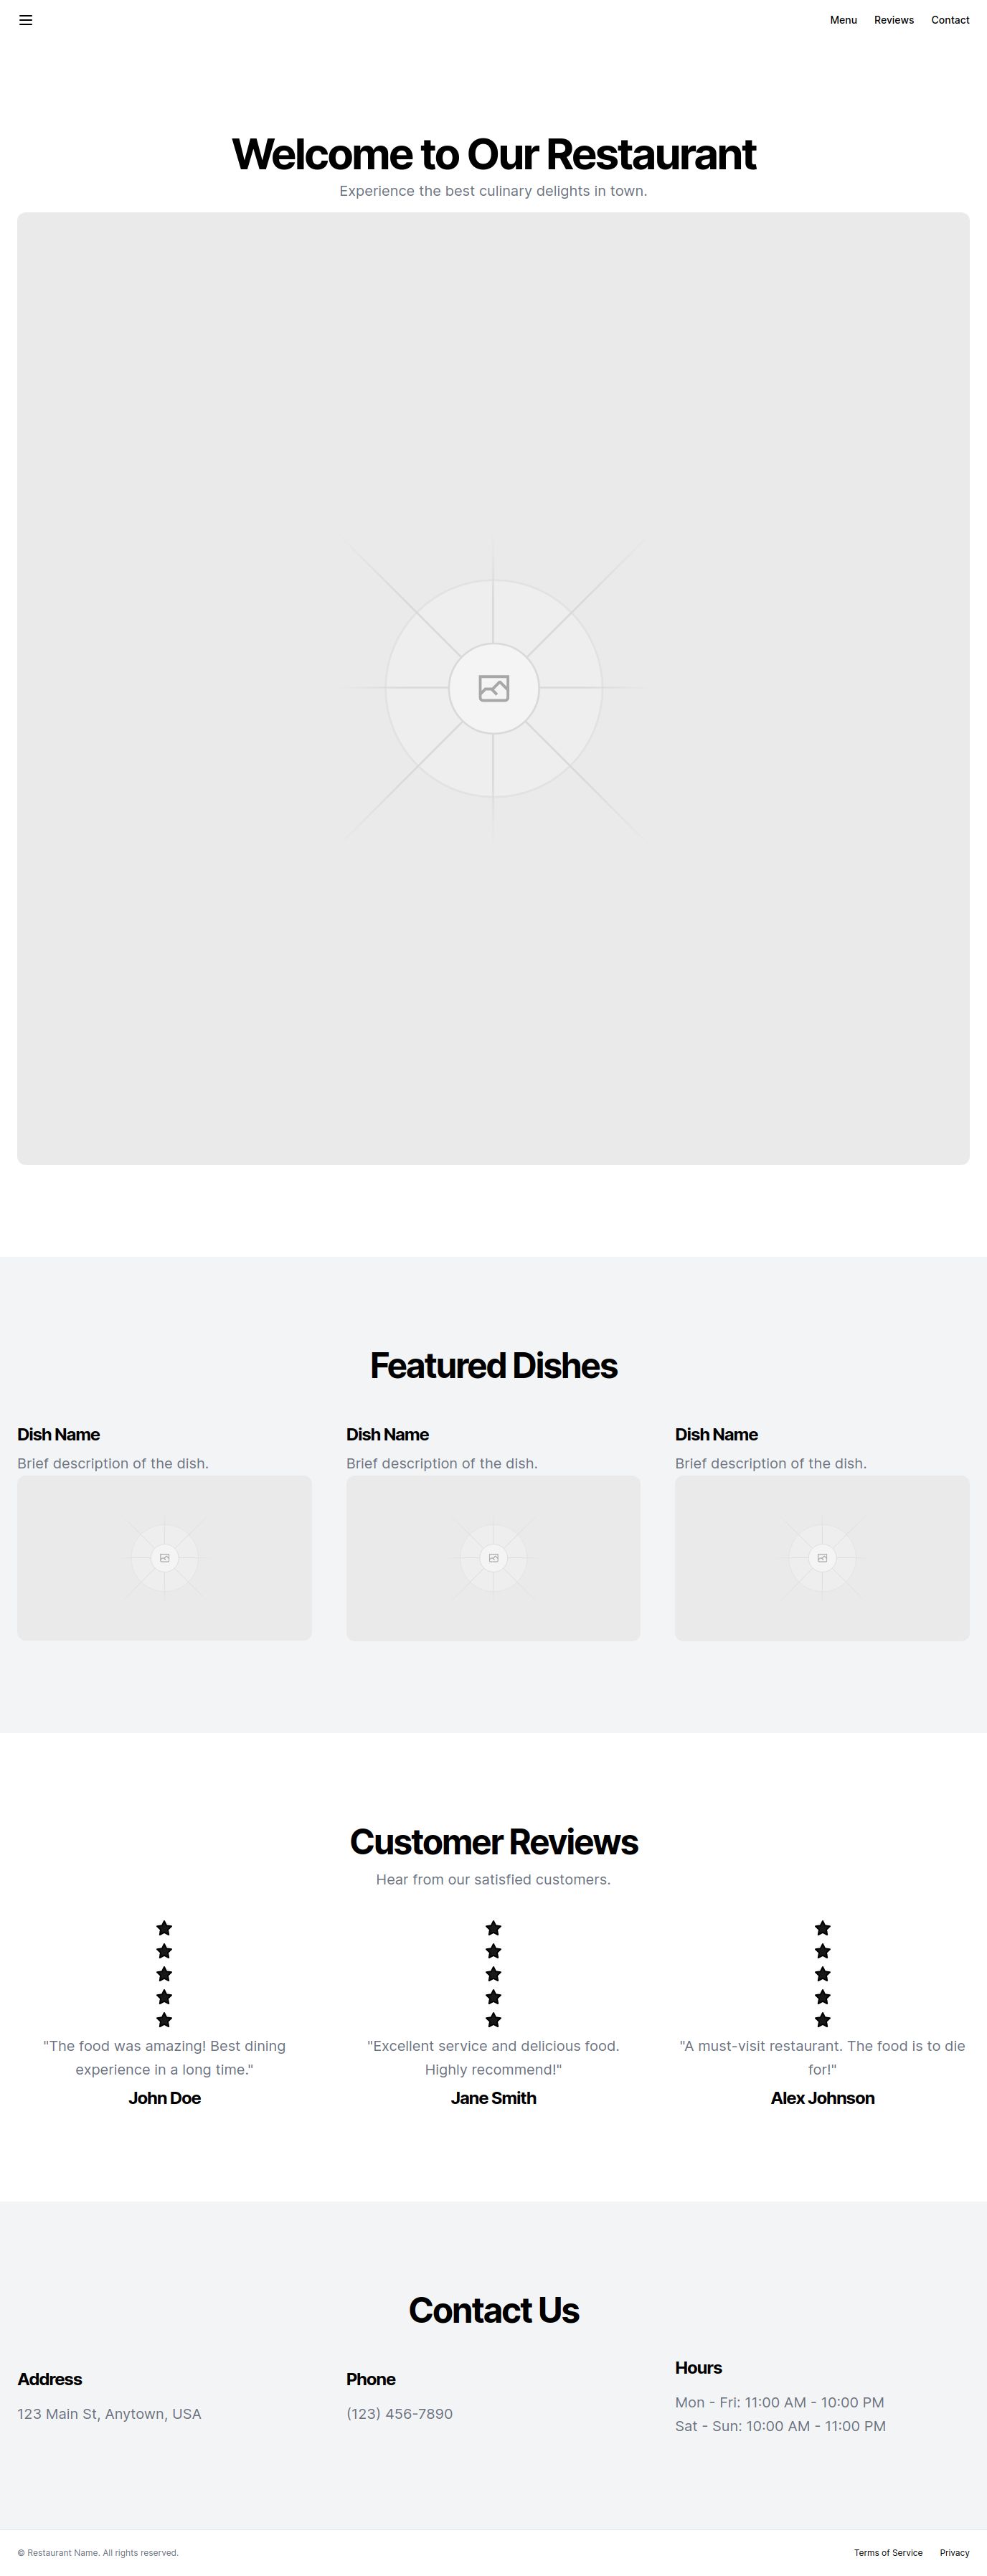 Menu Reviews Contact
Welcome to Our Restaurant
Experience the best culinary delights in town.
Featured Dishes
Dish Name
Brief description of the dish.
Dish Name
Brief description of the dish.
Dish Name
Brief description of the dish.
Customer Reviews
Hear from our satisfied customers.
"The food was amazing! Best dining
experience in a long time."
John Doe
"Excellent service and delicious food.
Highly recommend!"
Jane Smith
"A must-visit restaurant. The food is to die
for!"
Alex Johnson
Contact Us
Address
123 Main St, Anytown, USA
Phone
(123) 456-7890
Hours
Mon - Fri: 11:00 AM - 10:00 PM
Sat - Sun: 10:00 AM - 11:00 PM
© Restaurant Name. All rights reserved.
Terms of Service Privacy